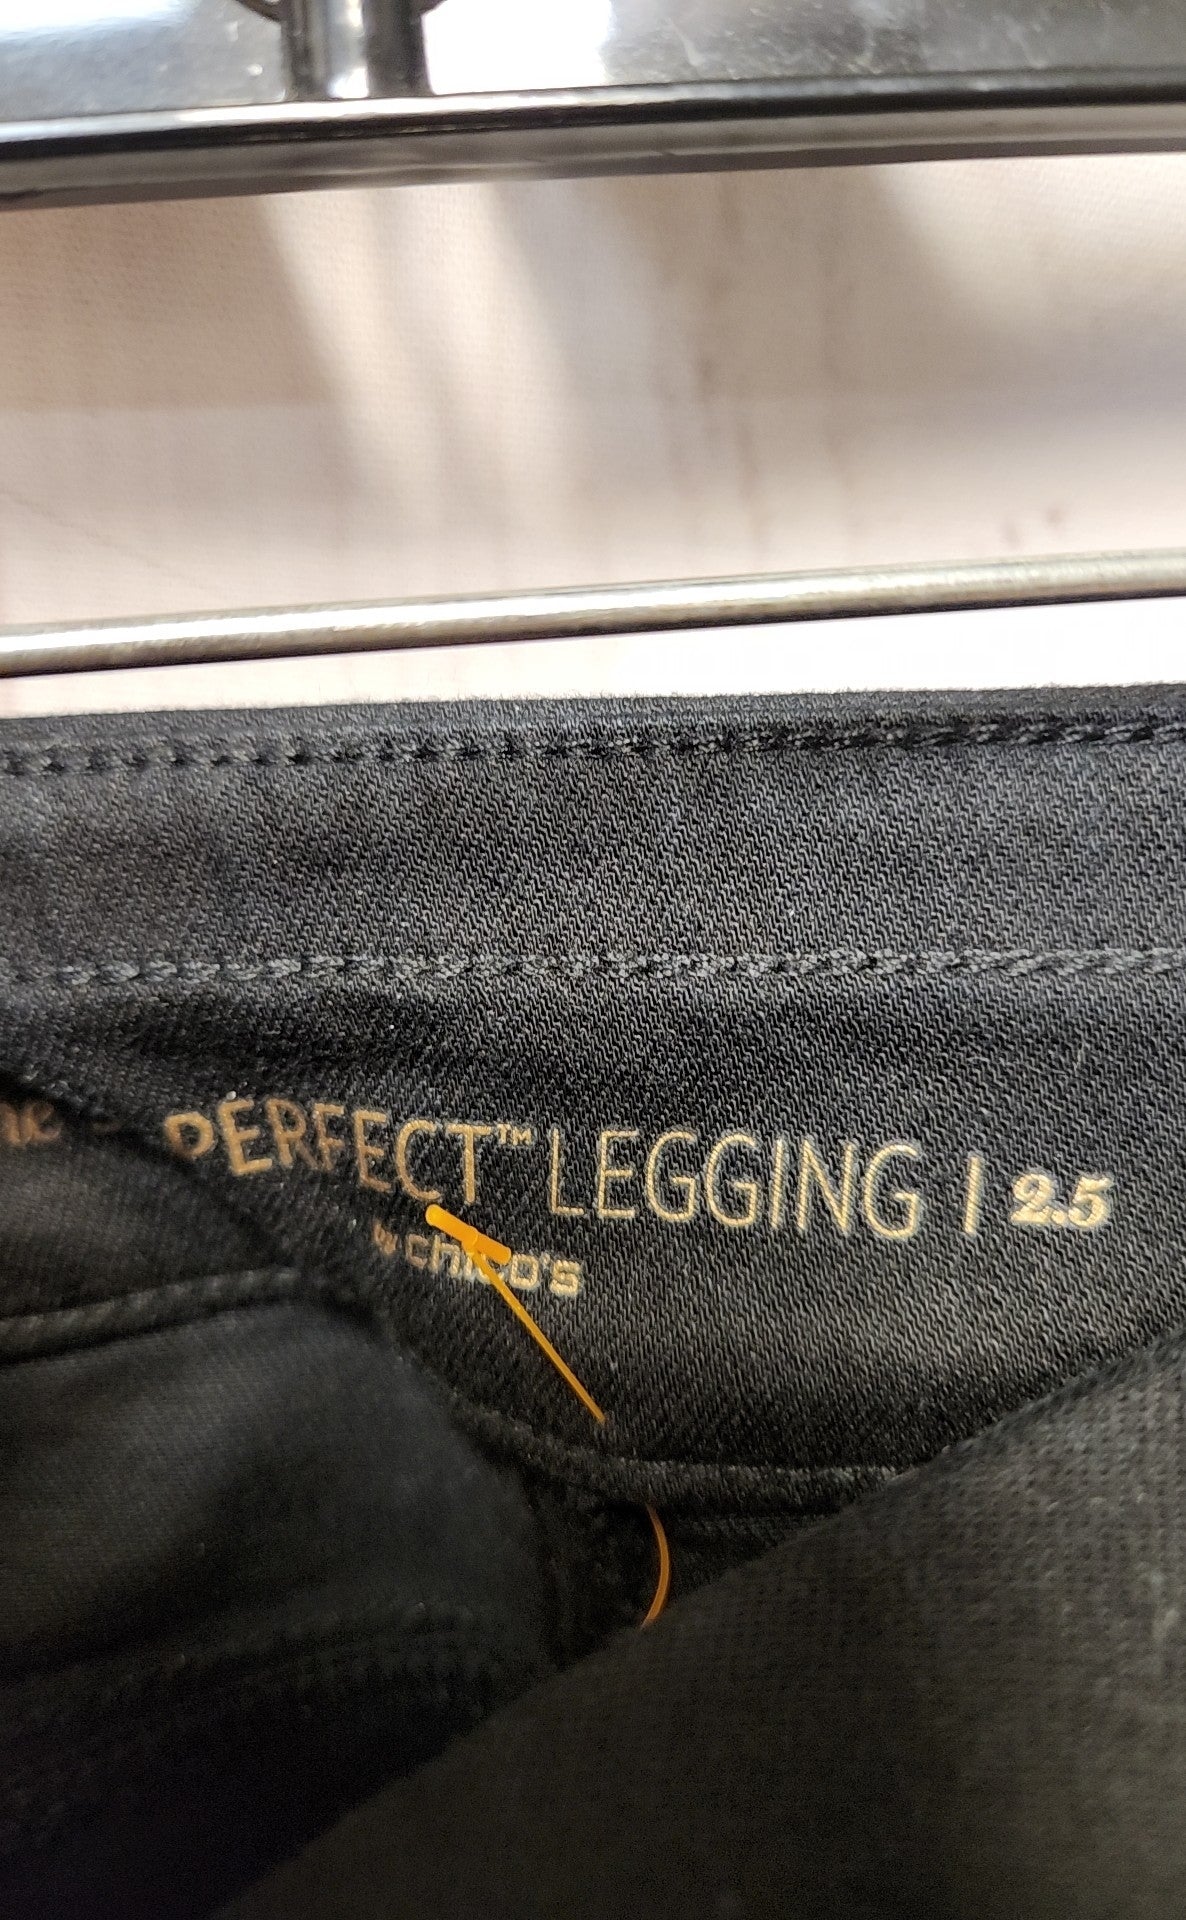 PERFECT™ LEGGING | 2.5
by chico's